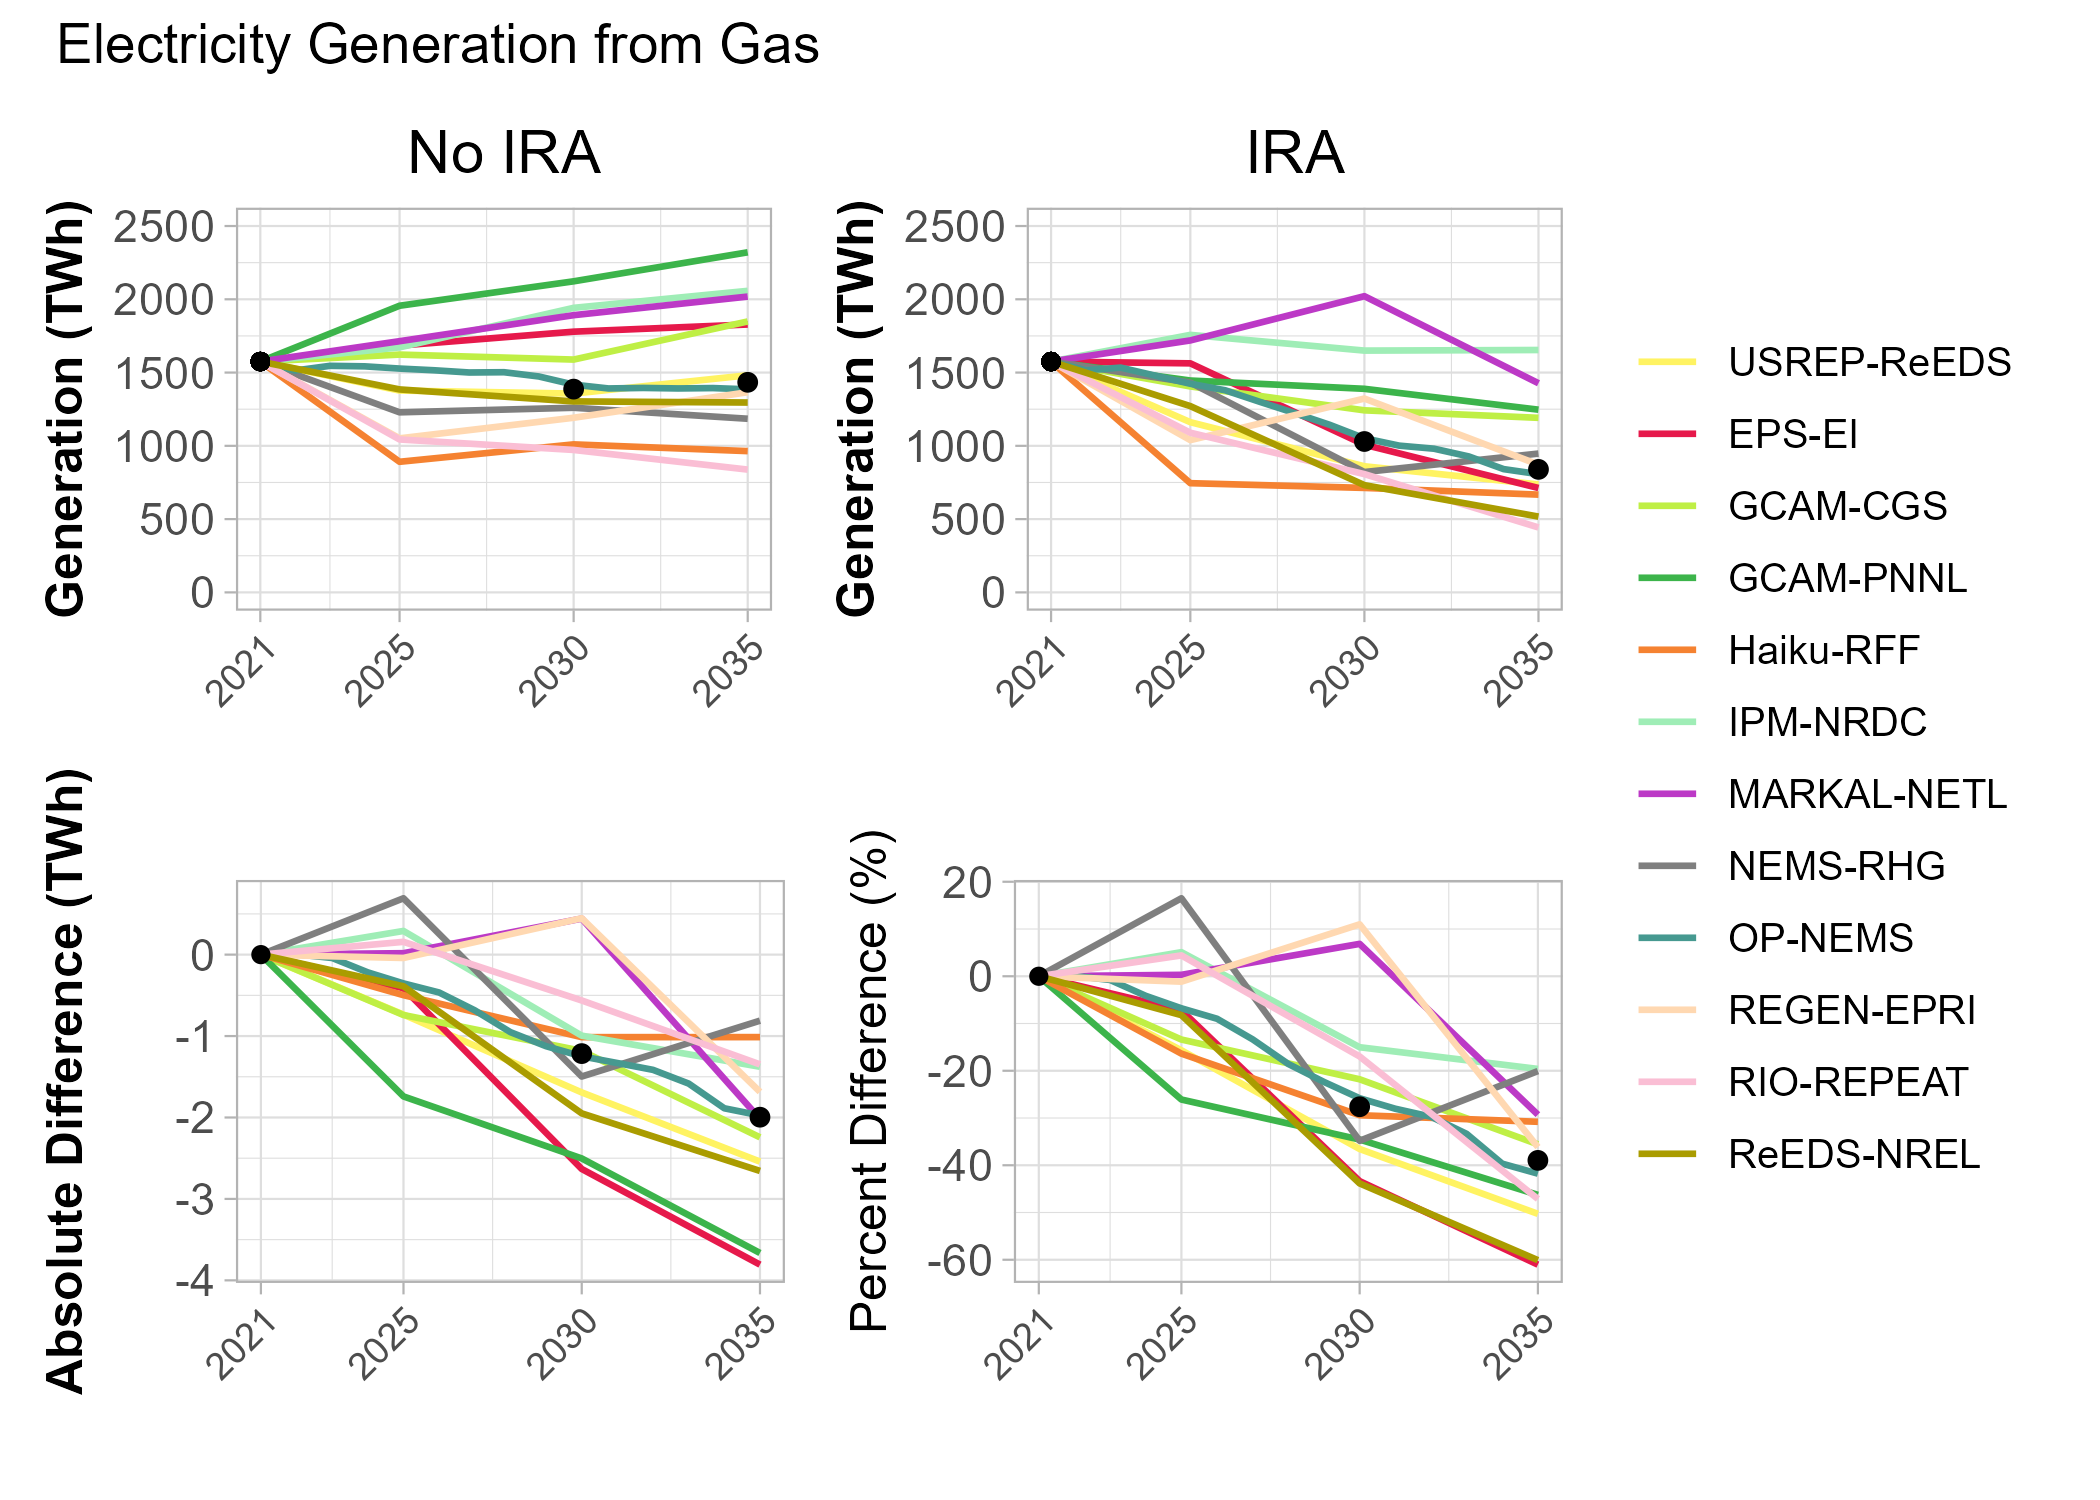 Electricity Generation from Gas
No IRA
IRA
Generation (TWh)
2500
2000
1500
1000
500
0
2021
2025
2030
2035
Generation (TWh)
2500
2000
1500
1000
500
0
2021
2025
2030
2035
Absolute Difference (TWh)
0
-1
-2
-3
-4
2021
2025
2030
2035
Percent Difference (%)
20
0
-20
-40
-60
2021
2025
2030
2035
USREP-ReEDS
EPS-EI
GCAM-CGS
GCAM-PNNL
Haiku-RFF
IPM-NRDC
MARKAL-NETL
NEMS-RHG
OP-NEMS
REGEN-EPRI
RIO-REPEAT
ReEDS-NREL